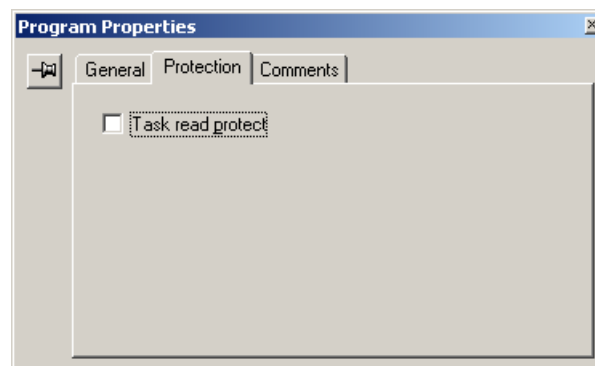 Program Properties
General Protection Comments
Task read protect